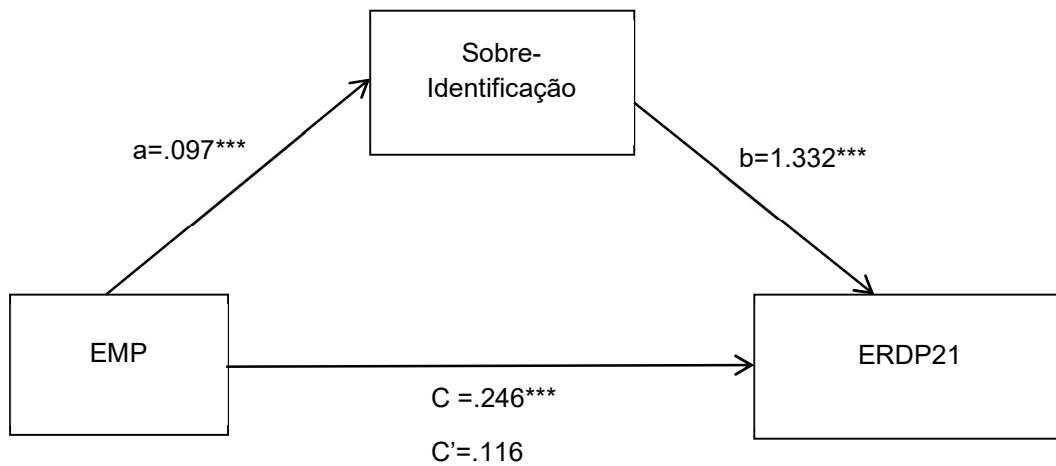 Sobre-
Identificação
a=.097***
b=1.332***
EMP
ERDP21
C =.246***
C’=.116